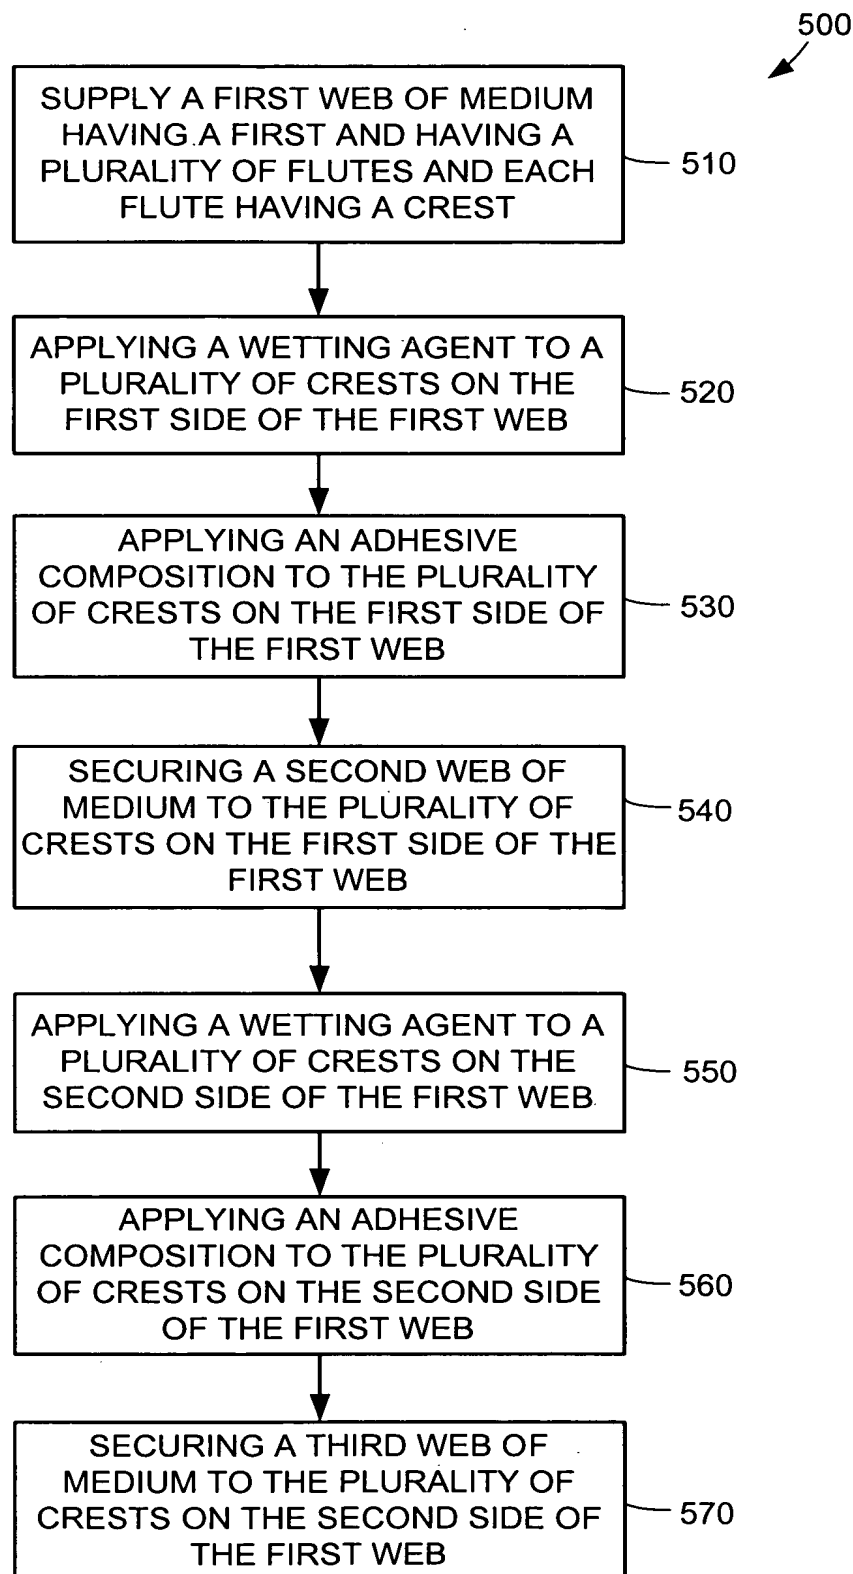 500
SUPPLY A FIRST WEB OF MEDIUM
HAVING A FIRST AND HAVING A
PLURALITY OF FLUTES AND EACH
FLUTE HAVING A CREST
510
APPLYING A WETTING AGENT TO A
PLURALITY OF CRESTS ON THE
FIRST SIDE OF THE FIRST WEB
520
APPLYING AN ADHESIVE
COMPOSITION TO THE PLURALITY
OF CRESTS ON THE FIRST SIDE OF
THE FIRST WEB
530
SECURING A SECOND WEB OF
MEDIUM TO THE PLURALITY OF
CRESTS ON THE FIRST SIDE OF THE
FIRST WEB
540
APPLYING A WETTING AGENT TO A
PLURALITY OF CRESTS ON THE
SECOND SIDE OF THE FIRST WEB
550
APPLYING AN ADHESIVE
COMPOSITION TO THE PLURALITY
OF CRESTS ON THE SECOND SIDE
OF THE FIRST WEB
560
SECURING A THIRD WEB OF
MEDIUM TO THE PLURALITY OF
CRESTS ON THE SECOND SIDE OF
THE FIRST WEB
570